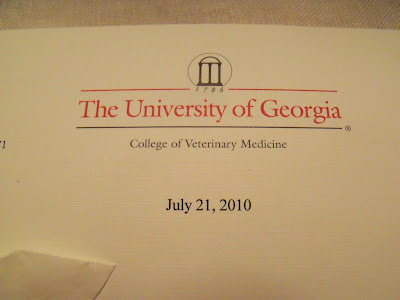 1785
The University of Georgia
®
College of Veterinary Medicine
July 21, 2010